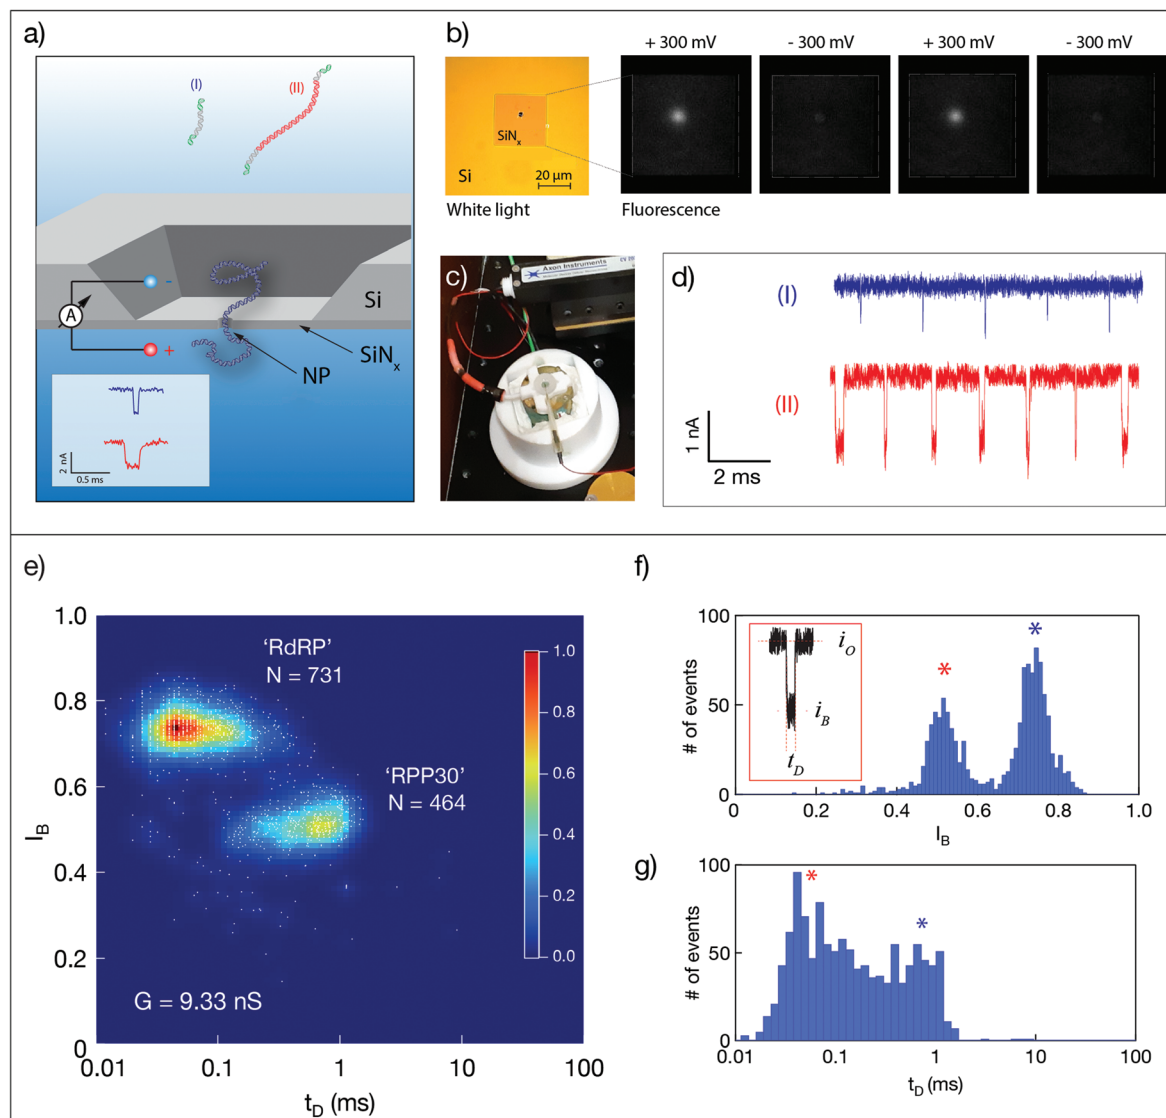 a)
(I)
(II)
-
A
+
Si
SiNx
NP
2 nA
0.5 ms
b)
+ 300 mV
- 300 mV
+ 300 mV
- 300 mV
SiNx
Si
20 µm
White light
Fluorescence
c)
Axon Instruments
d)
(I)
(II)
1 nA
2 ms
e)
1.0
0.8
0.6
0.4
0.2
0
IB
‘RdRP’
N = 731
‘RPP30’
N = 464
1.0
0.8
0.6
0.4
0.2
0.0
G = 9.33 nS
0.01
0.1
1
10
100
tD (ms)
f)
100
50
0
# of events
*
*
iO
iB
tD
0
0.2
0.4
0.6
0.8
1.0
IB
g)
100
50
0
# of events
*
*
0.01
0.1
1
10
100
tD (ms)